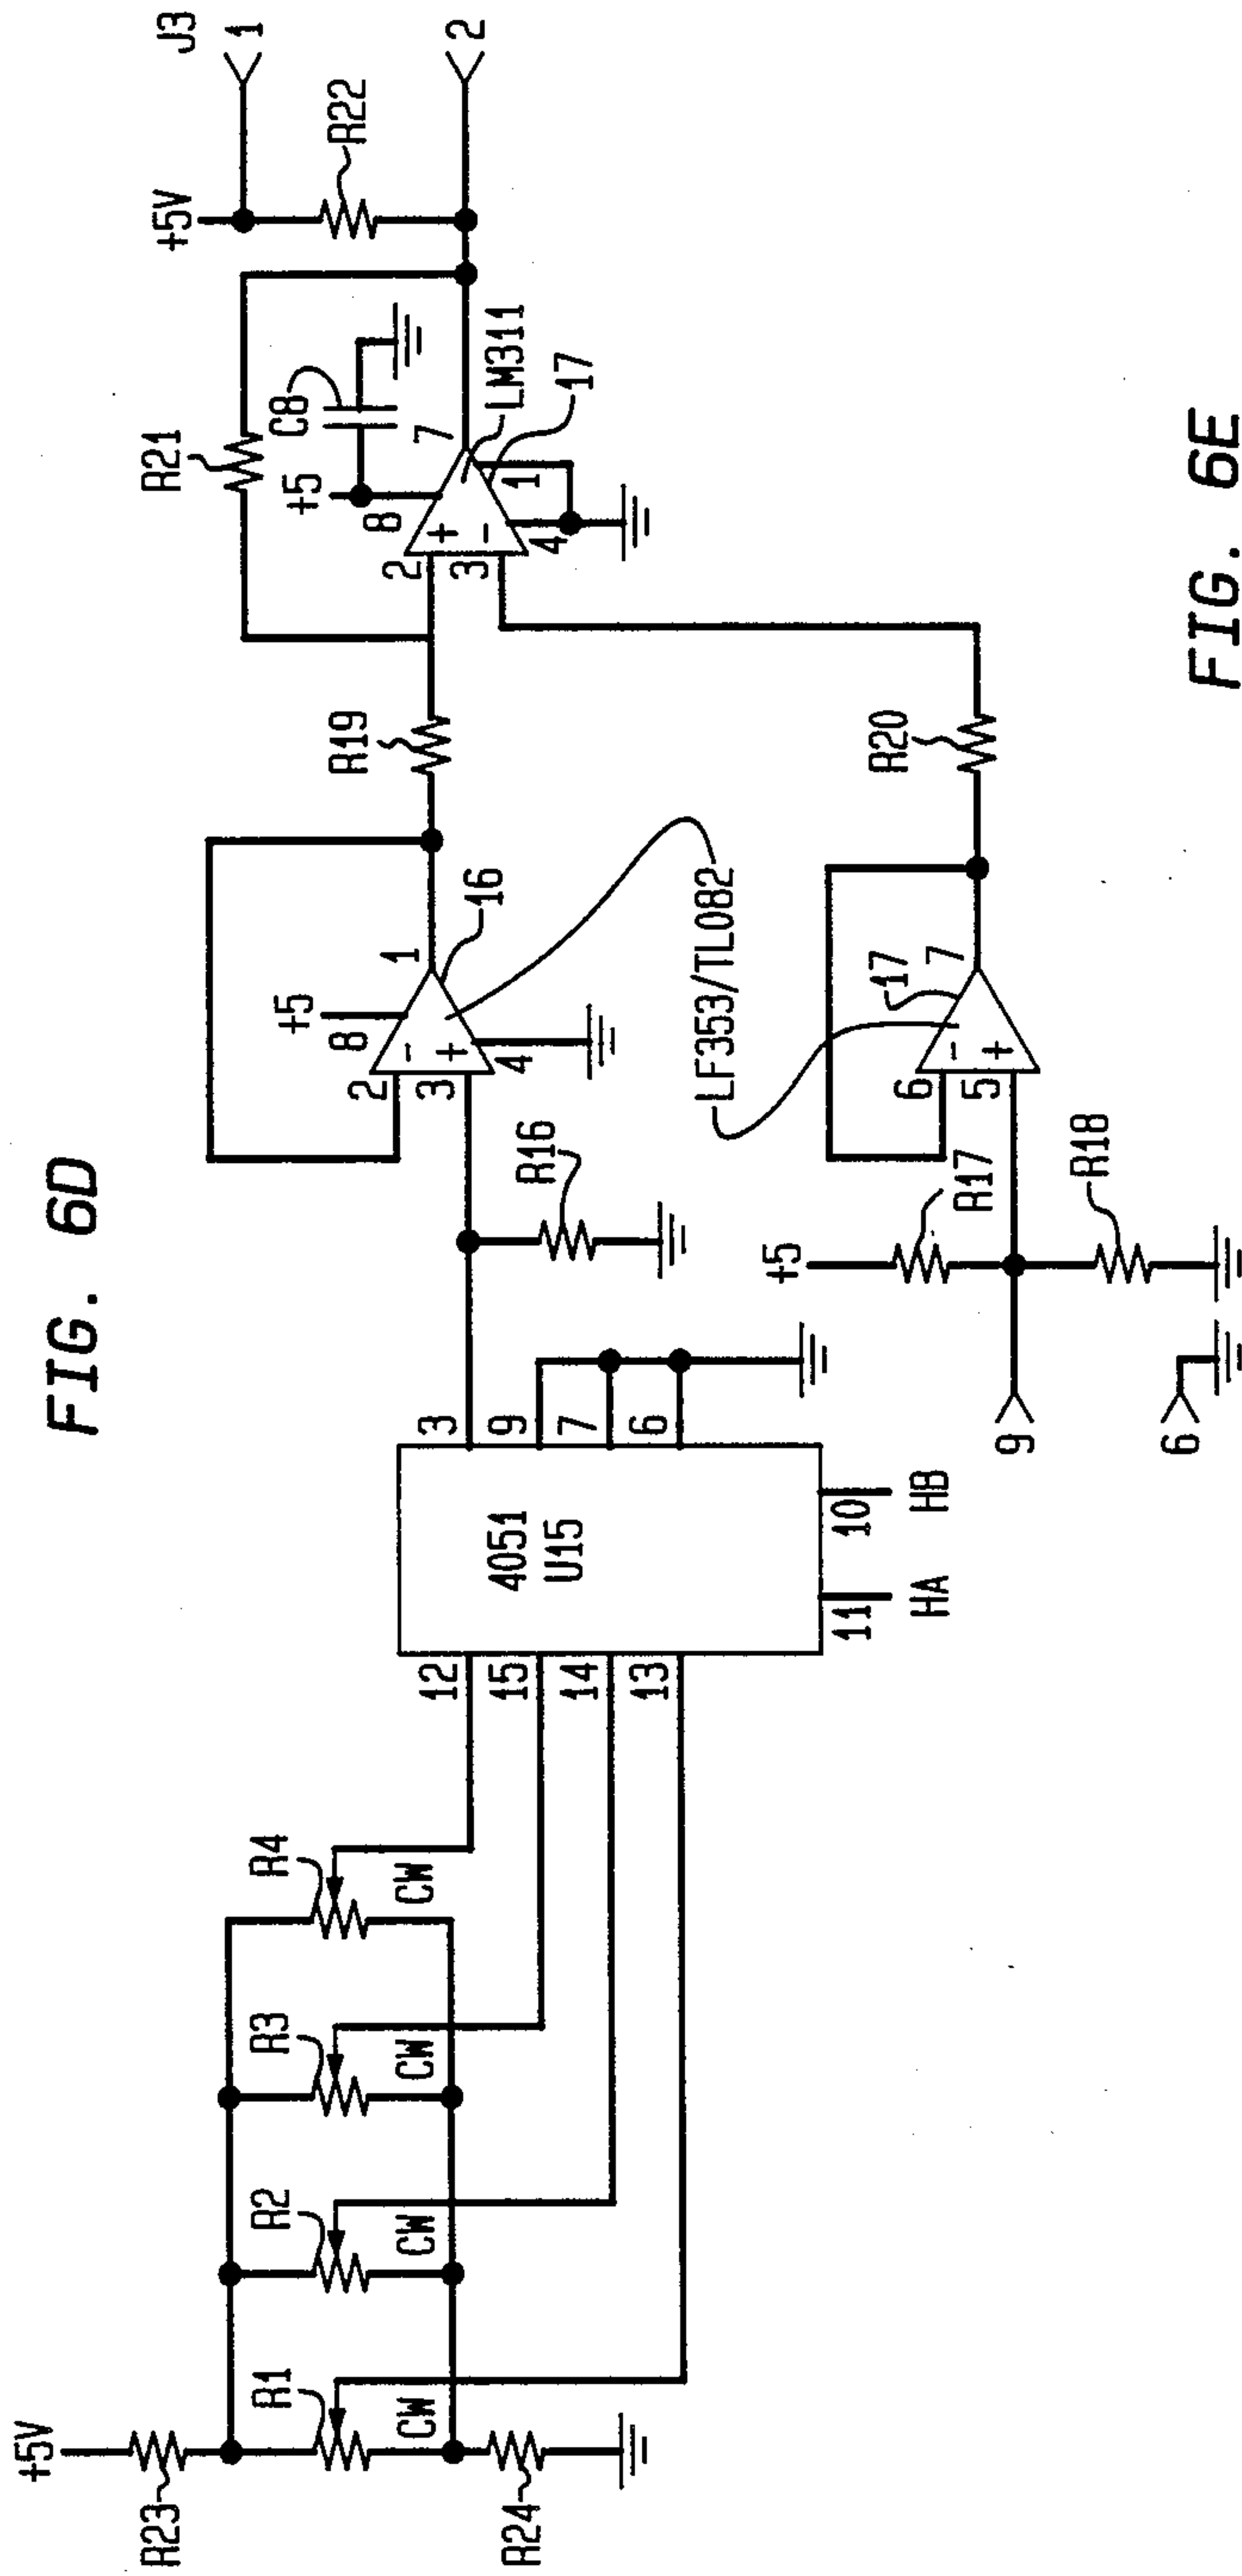 FIG. 6D
+5V
R23
R24
R1
CW
R2
CW
R3
CW
R4
CW
12
15
14
13
4051
U15
11
HA
10
HB
3
9
7
6
R16
2
3
-
+
+5
8
4
1
16
LF353/TL082
R19
R21
2
3
+
-
+5
8
C8
7
1
4
LM311
17
+5V
R22
J3
1
2
9
6
+5
R17
R18
6
5
-
+
17
7
R20
FIG. 6E